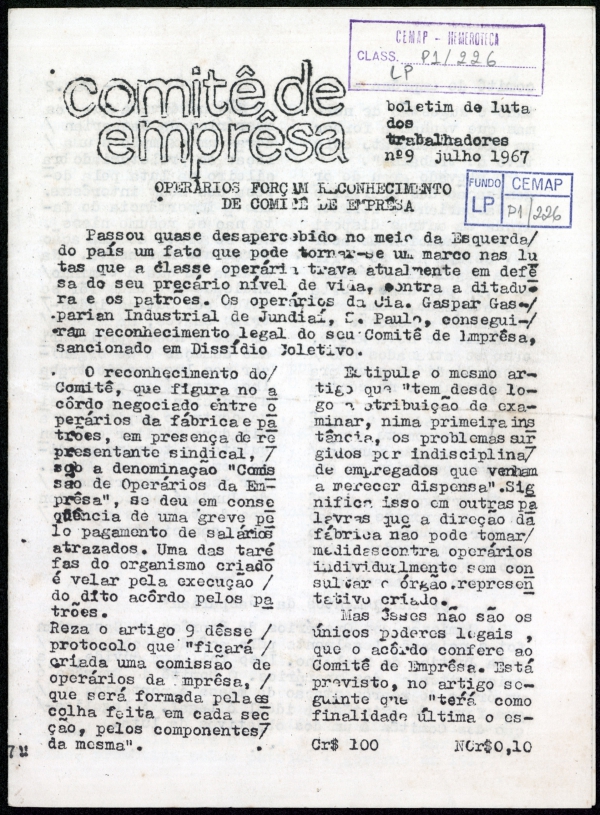 CEMAP - HEMEROTECA
CLASS. P1/226
LP
comitê de
emprêsa
boletim de luta
dos
trabalhadores
nº9 julho 1967
FUNDO CEMAP
LP P1/226
OPERÁRIOS FORÇAM RECONHECIMENTO
DE COMITÊ DE EMPRÊSA
Passou quase desapercebido no meio da Esquerda/
do país um fato que pode tornar-se um marco nas lu
tas que a classe operária trava atualmente em defe
sa do seu precário nível de vida, contra a ditadu-
ra e os patrões. Os operários da Cia. Gaspar Gas-/
parian Industrial de Jundiaí, S. Paulo, consegui-/
ram reconhecimento legal do seu Comitê de Emprêsa,
sancionado em Dissídio Coletivo.
O reconhecimento do/
Comitê, que figura no a
côrdo negociado entre o
perários da fábrica e pa
trões, em presença de re
presentante sindical, /
sob a denominação "Comis
são de Operários da Em-
prêsa", se deu em conse
qüência de uma greve pe
lo pagamento de salários
atrazados. Uma das tare
fas do organismo criado
é velar pela execução /
do dito acôrdo pelos pa
trões.
Reza o artigo 9 dêsse /
protocolo que "ficará /
criada uma comissão de
operários da mprêsa, /
que será formada pelaes
colha feita em cada sec
ção, pelos componentes/
da mesma".
Estipula o mesmo ar-
tigo que "tem desde lo-
go a atribuição de exa-
minar, nima primeira ins
tância, os problemas sur
gidos por indisciplina/
de empregados que venham
a merecer dispensa". Sig
nifica isso em outras pa
lavras que a direção da
fábrica não pode tomar/
medidascontra operários
individualmente sem con
sultar o órgão represen
tativo criado.
Mas êsses não são os
únicos poderes legais ,
que o acôrdo confere ao
Comitê de Emprêsa. Está
previsto, no artigo se-
guinte que "terá como
finalidade última o es-
Cr$ 100 NCr$0,10